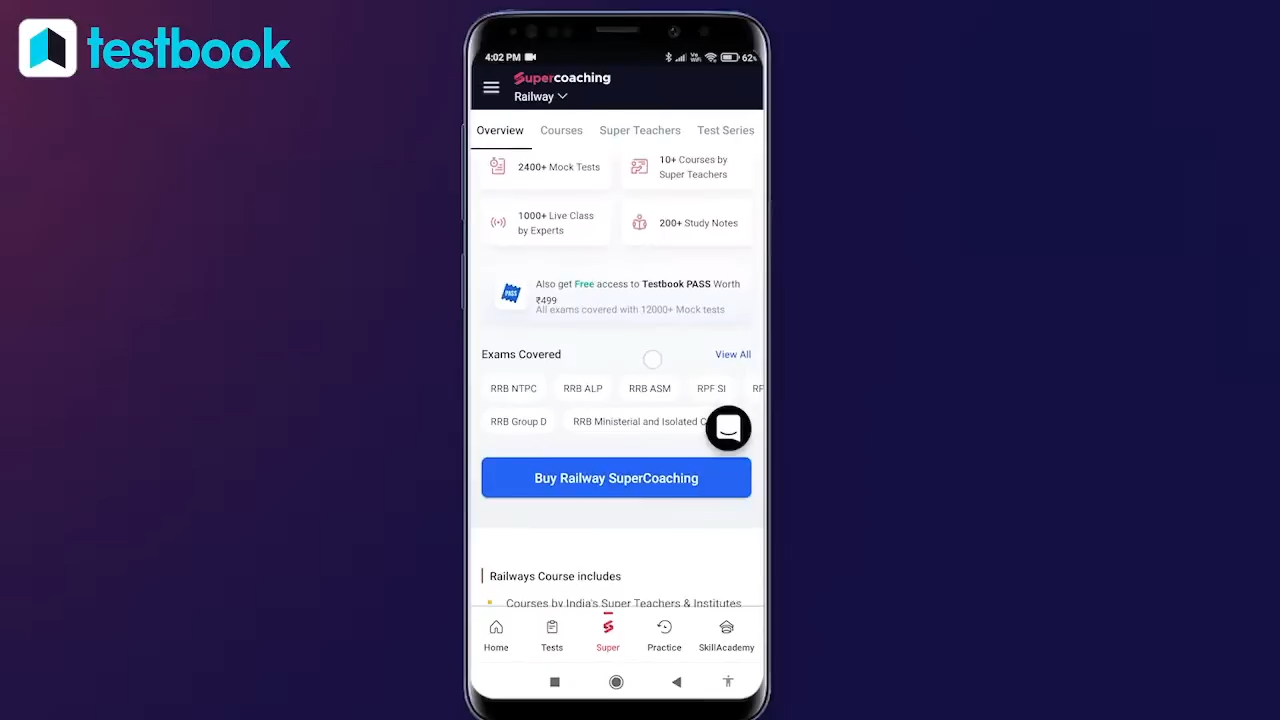 testbook
4:02 PM
Vo
WiFi
62%
Supercoaching
Railway
Overview
Courses
Super Teachers
Test Series
2400+ Mock Tests
10+ Courses by
Super Teachers
1000+ Live Class
by Experts
200+ Study Notes
PASS
Also get Free access to Testbook PASS Worth
₹499
All exams covered with 12000+ Mock tests
Exams Covered
View All
RRB NTPC
RRB ALP
RRB ASM
RPF SI
RP
RRB Group D
RRB Ministerial and Isolated C
Buy Railway SuperCoaching
Railways Course includes
Courses by India's Super Teachers & Institutes
Home
Tests
Super
Practice
SkillAcademy